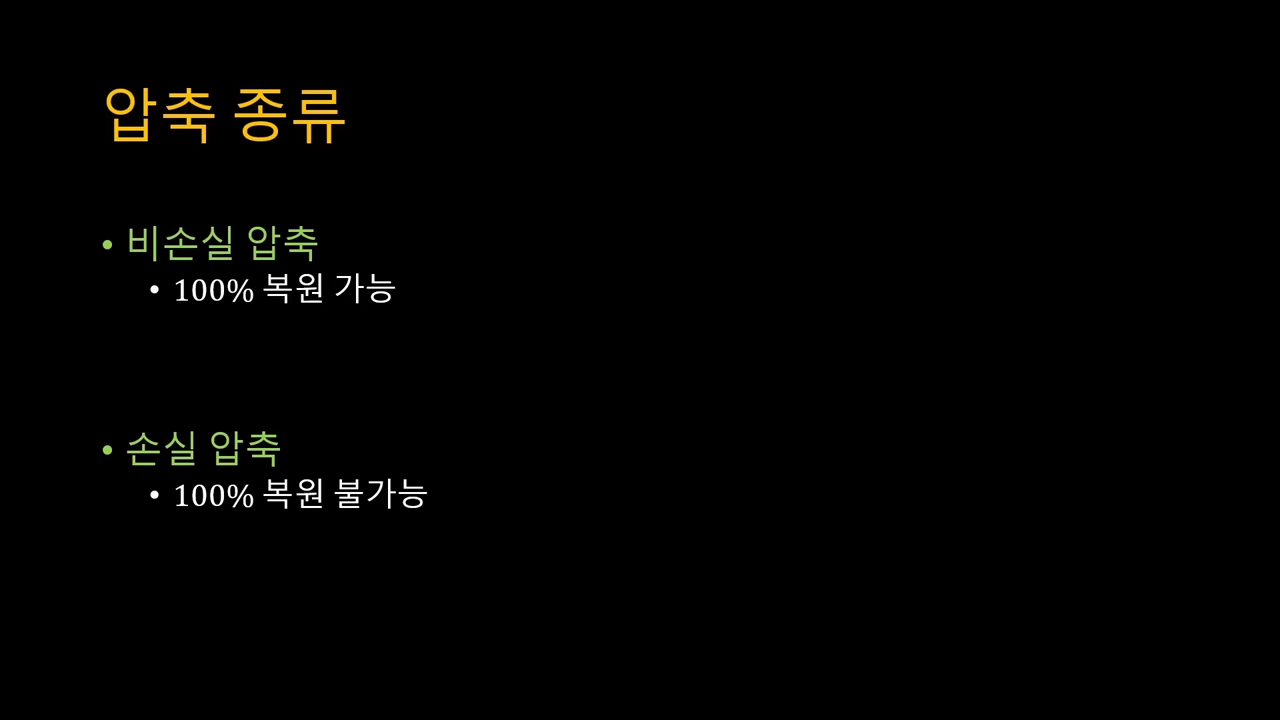 압축 종류
• 비손실 압축
• 100% 복원 가능
• 손실 압축
• 100% 복원 불가능